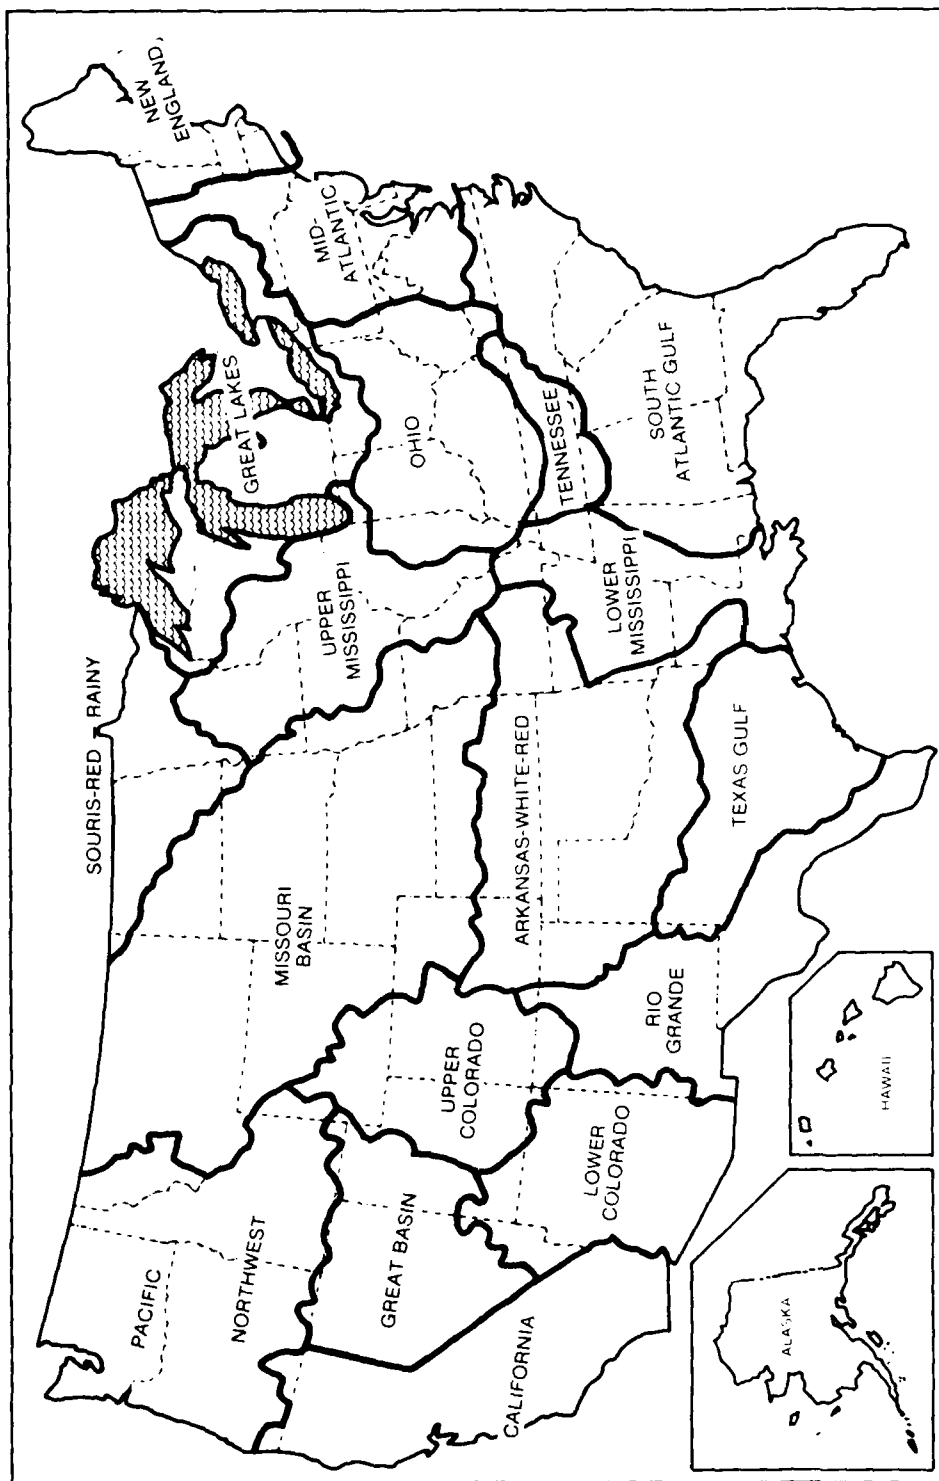 SOURIS-RED RAINY
NEW
ENGLAND,
PACIFIC
NORTHWEST
MISSOURI
BASIN
UPPER
MISSISSIPPI
GREAT LAKES
MID-
ATLANTIC
GREAT BASIN
UPPER
COLORADO
OHIO
CALIFORNIA
LOWER
COLORADO
ARKANSAS-WHITE-RED
TENNESSEE
LOWER
MISSISSIPPI
SOUTH
ATLANTIC GULF
RIO
GRANDE
TEXAS GULF
ALASKA
HAWAII